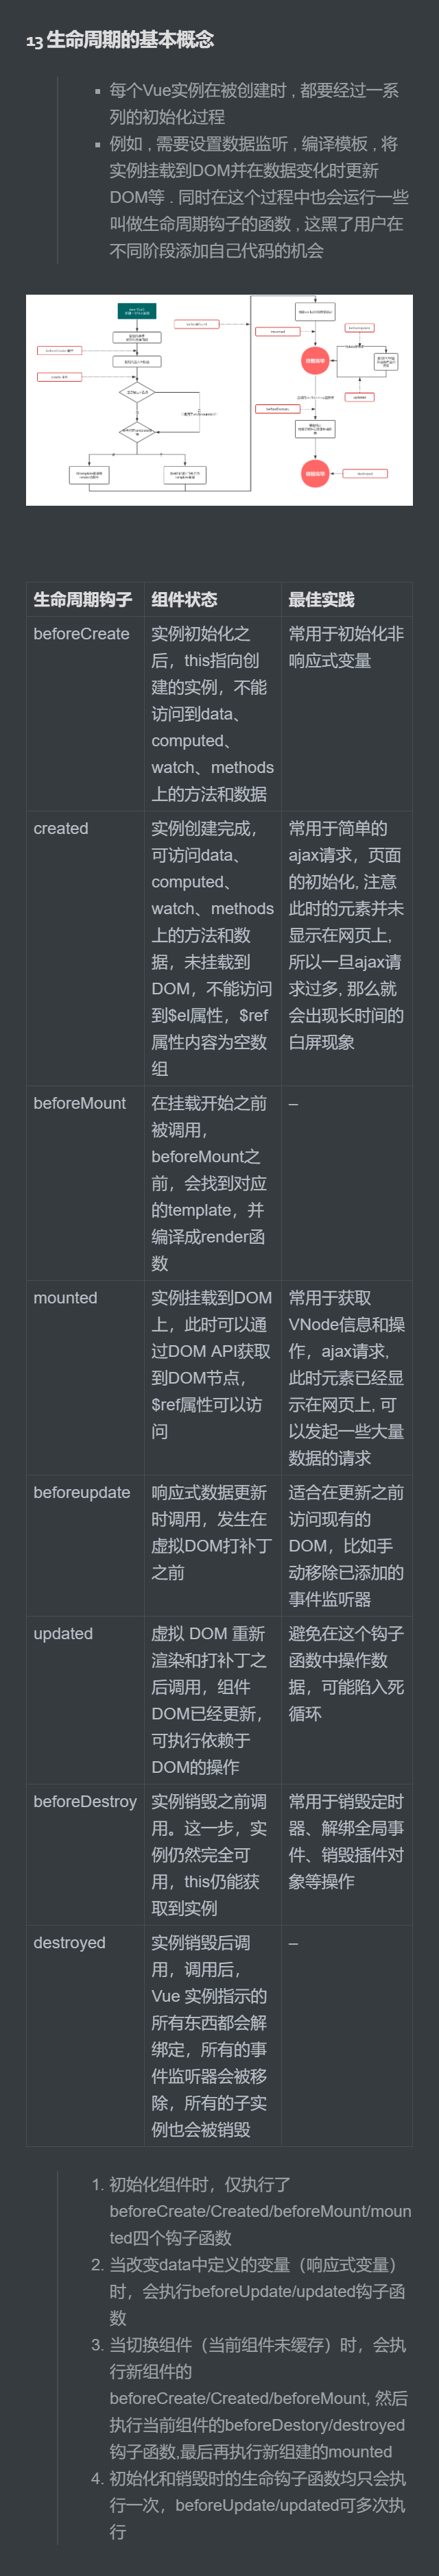 13 生命周期的基本概念
▪ 每个Vue实例在被创建时 , 都要经过一系
列的初始化过程
▪ 例如 , 需要设置数据监听 , 编译模板 , 将
实例挂载到DOM并在数据变化时更新
DOM等 . 同时在这个过程中也会运行一些
叫做生命周期钩子的函数 , 这黑了用户在
不同阶段添加自己代码的机会
生命周期钩子 组件状态 最佳实践
beforeCreate
实例初始化之
后，this指向创
建的实例，不能
访问到data、
computed、
watch、methods
上的方法和数据
常用于初始化非
响应式变量
created
实例创建完成，
可访问data、
computed、
watch、methods
上的方法和数
据，未挂载到
DOM，不能访问
到$el属性，$ref
属性内容为空数
组
常用于简单的
ajax请求，页面
的初始化, 注意
此时的元素并未
显示在网页上,
所以一旦ajax请
求过多, 那么就
会出现长时间的
白屏现象
beforeMount
在挂载开始之前
被调用，
beforeMount之
前，会找到对应
的template，并
编译成render函
数
–
mounted
实例挂载到DOM
上，此时可以通
过DOM API获取
到DOM节点，
$ref属性可以访
问
常用于获取
VNode信息和操
作，ajax请求,
此时元素已经显
示在网页上, 可
以发起一些大量
数据的请求
beforeupdate
响应式数据更新
时调用，发生在
虚拟DOM打补丁
之前
适合在更新之前
访问现有的
DOM，比如手
动移除已添加的
事件监听器
updated
虚拟 DOM 重新
渲染和打补丁之
后调用，组件
DOM已经更新，
可执行依赖于
DOM的操作
避免在这个钩子
函数中操作数
据，可能陷入死
循环
beforeDestroy
实例销毁之前调
用。这一步，实
例仍然完全可
用，this仍能获
取到实例
常用于销毁定时
器、解绑全局事
件、销毁插件对
象等操作
destroyed
实例销毁后调
用，调用后，
Vue 实例指示的
所有东西都会解
绑定，所有的事
件监听器会被移
除，所有的子实
例也会被销毁
–
1. 初始化组件时，仅执行了
beforeCreate/Created/beforeMount/moun
ted四个钩子函数
2. 当改变data中定义的变量（响应式变量）
时，会执行beforeUpdate/updated钩子函
数
3. 当切换组件（当前组件未缓存）时，会执
行新组件的
beforeCreate/Created/beforeMount, 然后
执行当前组件的beforeDestory/destroyed
钩子函数,最后再执行新组建的mounted
4. 初始化和销毁时的生命钩子函数均只会执
行一次，beforeUpdate/updated可多次执
行